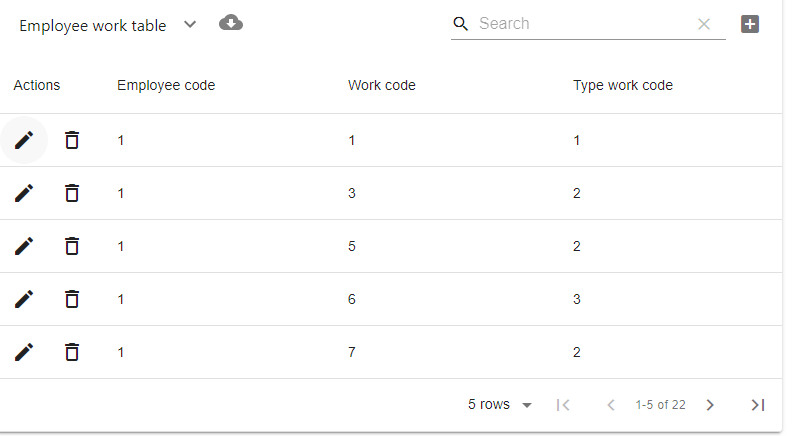 Employee work table
Search
Actions Employee code Work code Type work code
1 1 1
1 3 2
1 5 2
1 6 3
1 7 2
5 rows 1-5 of 22